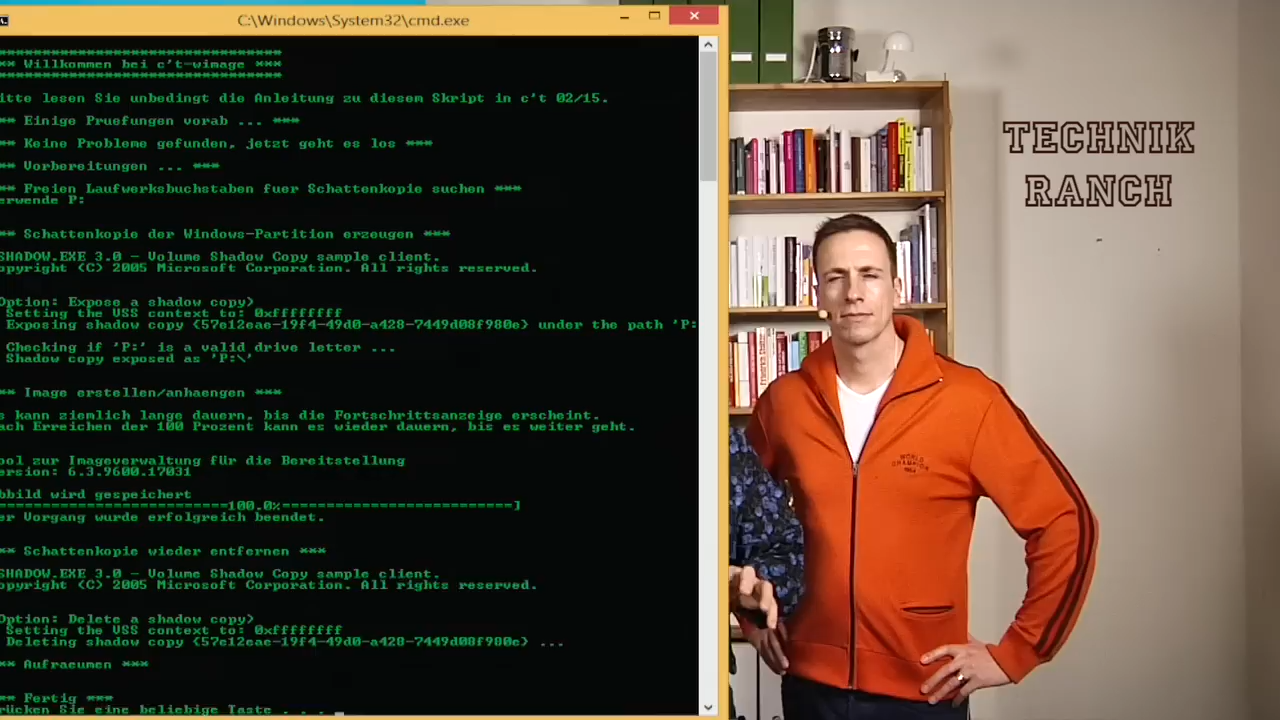 C:\Windows\System32\cmd.exe
*******************************
** Willkommen bei c't-wimage ***
*******************************
itte lesen Sie unbedingt die Anleitung zu diesem Skript in c't 02/15.
** Einige Pruefungen vorab ... ***
** Keine Probleme gefunden, jetzt geht es los ***
** Vorbereitungen ... ***
** Freien Laufwerksbuchstaben fuer Schattenkopie suchen ***
erwende P:
** Schattenkopie der Windows-Partition erzeugen ***
SHADOW.EXE 3.0 - Volume Shadow Copy sample client.
opyright (C) 2005 Microsoft Corporation. All rights reserved.
Option: Expose a shadow copy)
Setting the VSS context to: 0xffffffff
Exposing shadow copy {57e12eae-19f4-49d0-a428-7449d08f980e} under the path 'P:
Checking if 'P:' is a valid drive letter ...
Shadow copy exposed as 'P:\'
** Image erstellen/anhaengen ***
s kann ziemlich lange dauern, bis die Fortschrittsanzeige erscheint.
ach Erreichen der 100 Prozent kann es wieder dauern, bis es weiter geht.
ool zur Imageverwaltung für die Bereitstellung
ersion: 6.3.9600.17031
bbild wird gespeichert
===========================100.0%===========================]
er Vorgang wurde erfolgreich beendet.
** Schattenkopie wieder entfernen ***
SHADOW.EXE 3.0 - Volume Shadow Copy sample client.
opyright (C) 2005 Microsoft Corporation. All rights reserved.
Option: Delete a shadow copy)
Setting the VSS context to: 0xffffffff
Deleting shadow copy {57e12eae-19f4-49d0-a428-7449d08f980e} ...
** Aufraeumen ***
** Fertig ***
rücken Sie eine beliebige Taste . . .
TECHNIK
RANCH
WORLD
CHAMPION